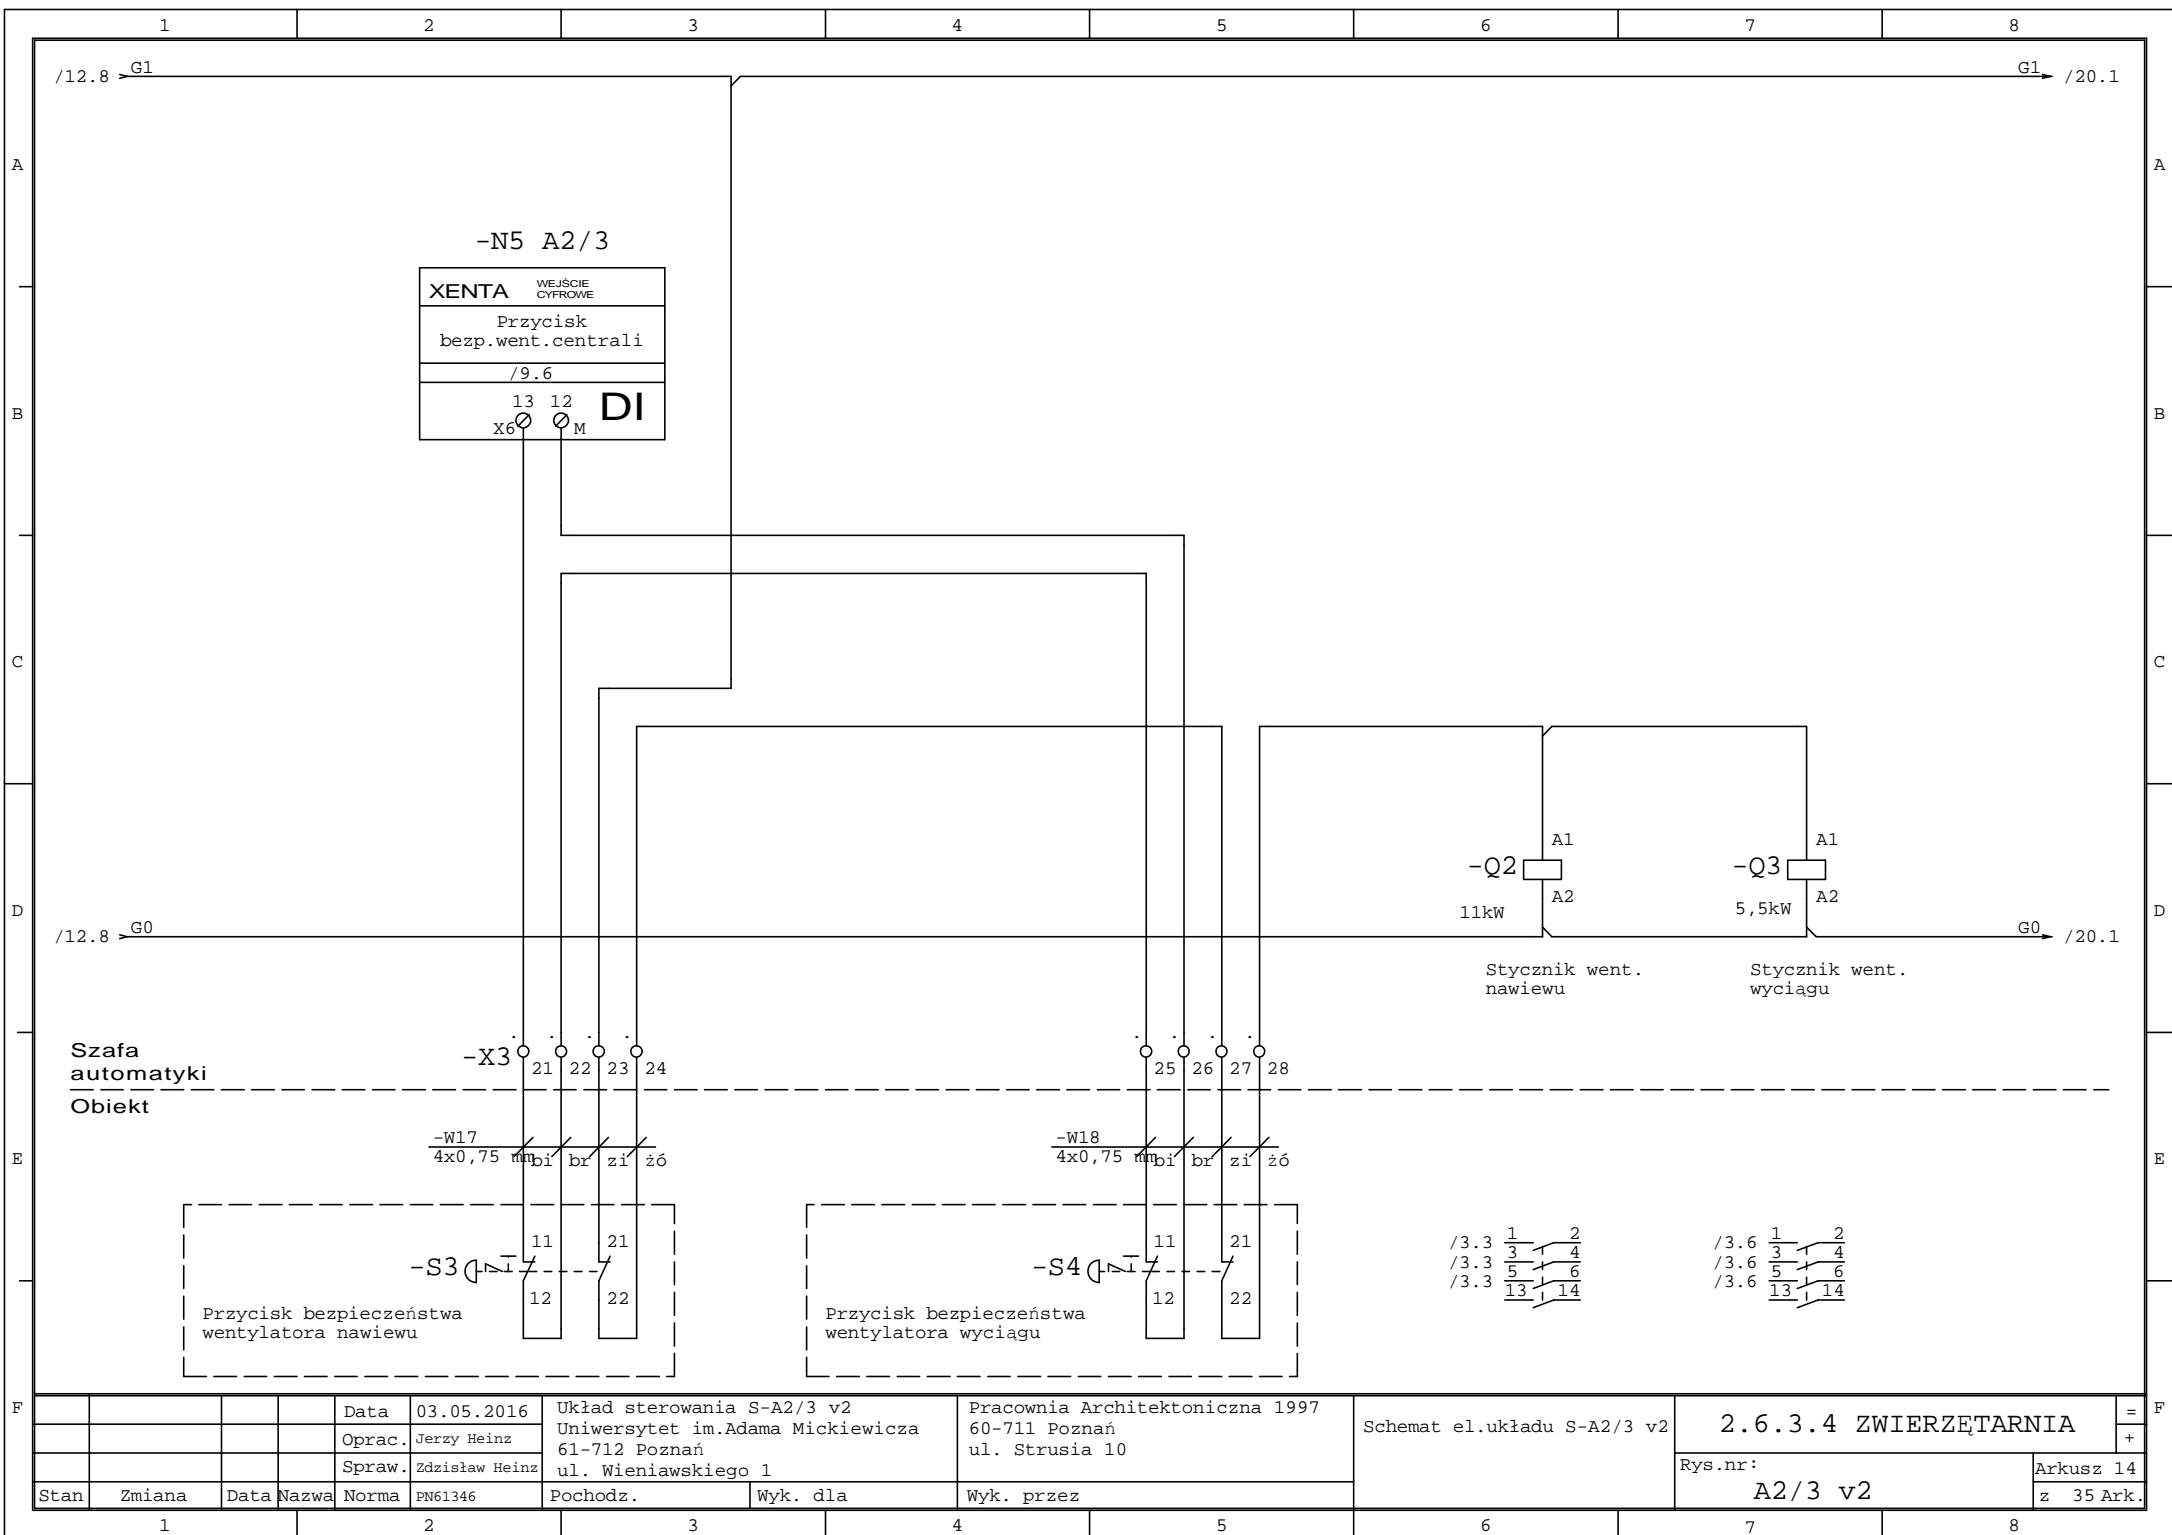 1 2 3 4 5 6 7 8
/12.8 G1 G1 /20.1
A A
-N5 A2/3
XENTA WEJŚCIE
CYFROWE
Przycisk
bezp.went.centrali
/9.6
13 12 DI
X6 M
B B
C C
A1 A1
-Q2 -Q3
A2 A2
11kW 5,5kW
D D
/12.8 G0 G0 /20.1
Stycznik went.
nawiewu
Stycznik went.
wyciągu
Szafa
automatyki
Obiekt
-X3 21 22 23 24 25 26 27 28
-W17
4x0,75 mm bi br zi żó
-W18
4x0,75 mm bi br zi żó
E E
11 21
-S3
12 22
Przycisk bezpieczeństwa
wentylatora nawiewu
11 21
-S4
12 22
Przycisk bezpieczeństwa
wentylatora wyciągu
/3.3 1 2
/3.3 3 4
/3.3 5 6
13 14
/3.6 1 2
/3.6 3 4
/3.6 5 6
13 14
F F
Data 03.05.2016
Oprac. Jerzy Heinz
Spraw. Zdzisław Heinz
Stan Zmiana Data Nazwa Norma PN61346
Układ sterowania S-A2/3 v2
Uniwersytet im.Adama Mickiewicza
61-712 Poznań
ul. Wieniawskiego 1
Pochodz. Wyk. dla
Pracownia Architektoniczna 1997
60-711 Poznań
ul. Strusia 10
Wyk. przez
Schemat el.układu S-A2/3 v2
2.6.3.4 ZWIERZĘTARNIA
=
+
Rys.nr:
A2/3 v2
Arkusz 14
z 35 Ark.
1 2 3 4 5 6 7 8